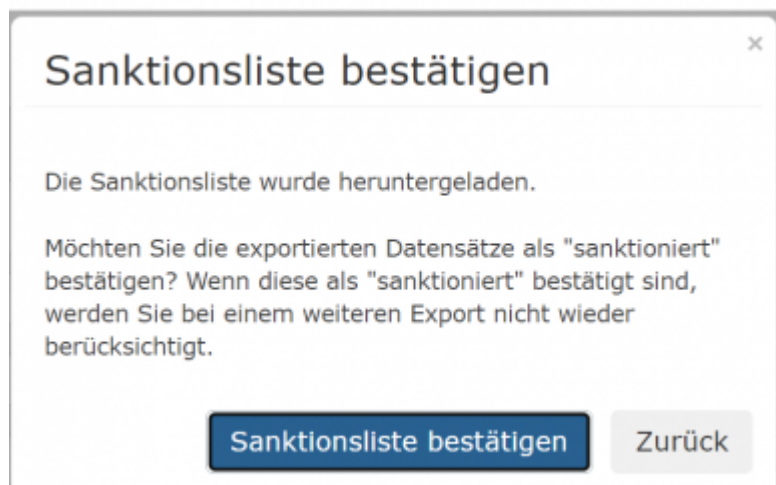 ×
Sanktionsliste bestätigen
Die Sanktionsliste wurde heruntergeladen.
Möchten Sie die exportierten Datensätze als "sanktioniert"
bestätigen? Wenn diese als "sanktioniert" bestätigt sind,
werden Sie bei einem weiteren Export nicht wieder
berücksichtigt.
Sanktionsliste bestätigen
Zurück